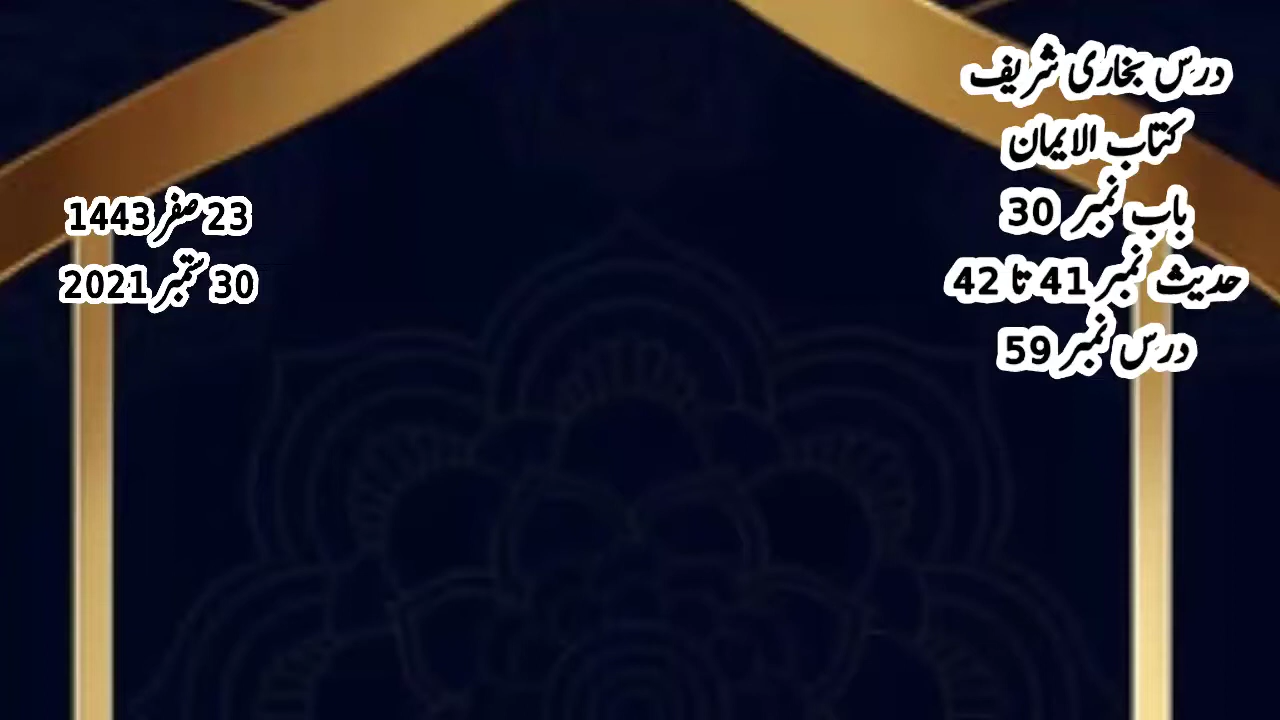 درس بخاری شریف
کتاب الایمان
باب نمبر 30
حدیث نمبر 41 تا 42
درس نمبر 59
23 صفر 1443
30 ستمبر 2021